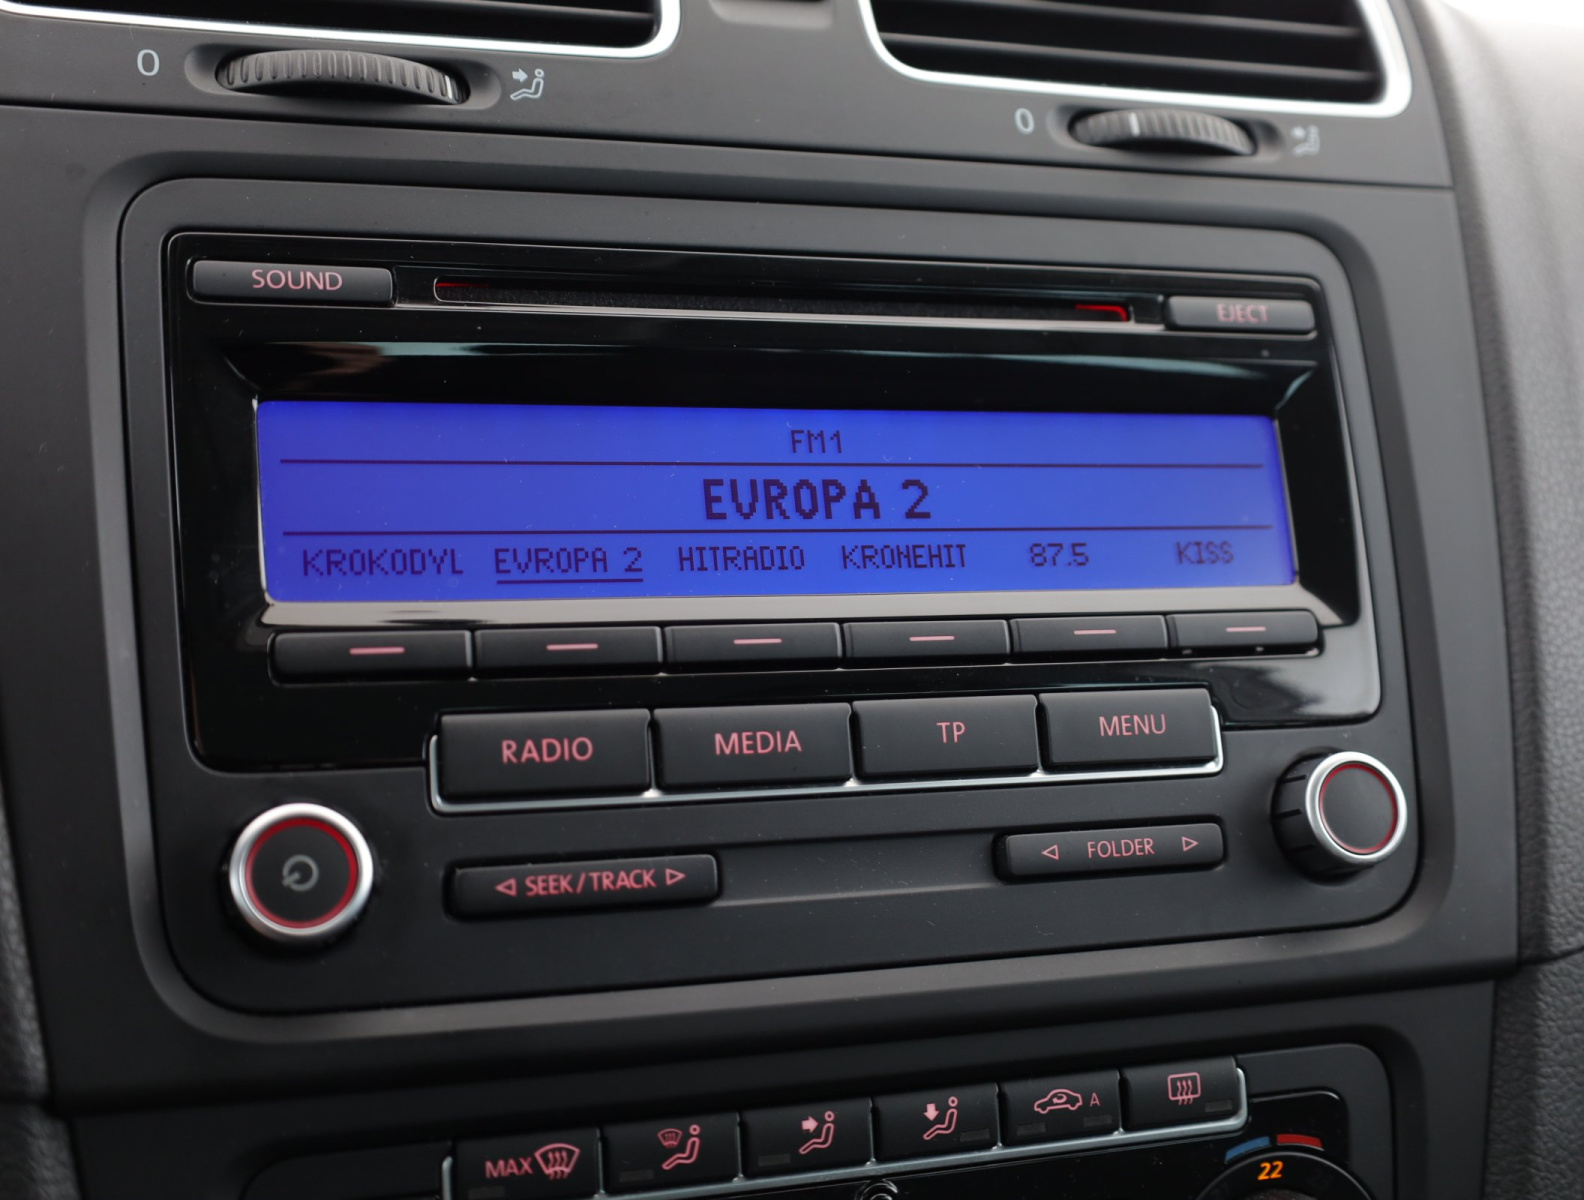 0
0
SOUND
EJECT
FM1
EVROPA 2
KROKODYL EVROPA 2 HITRADIO KRONEHIT 87.5 KISS
RADIO MEDIA TP MENU
SEEK/TRACK
FOLDER
MAX
A
22